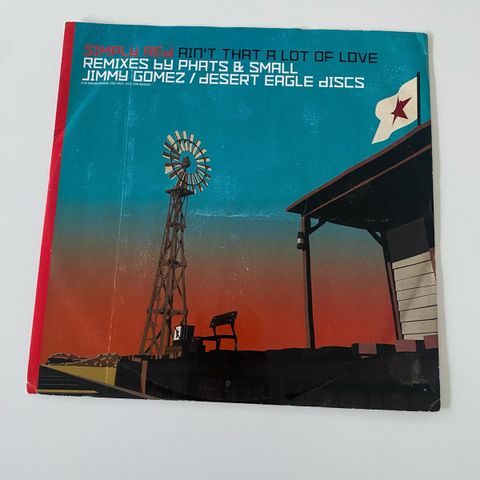 SIMPLY RED AIN'T THAT A LOT OF LOVE
REMIXES by PHATS & SMALL
JIMMY GOMEZ / dESERT EAGLE diSCS